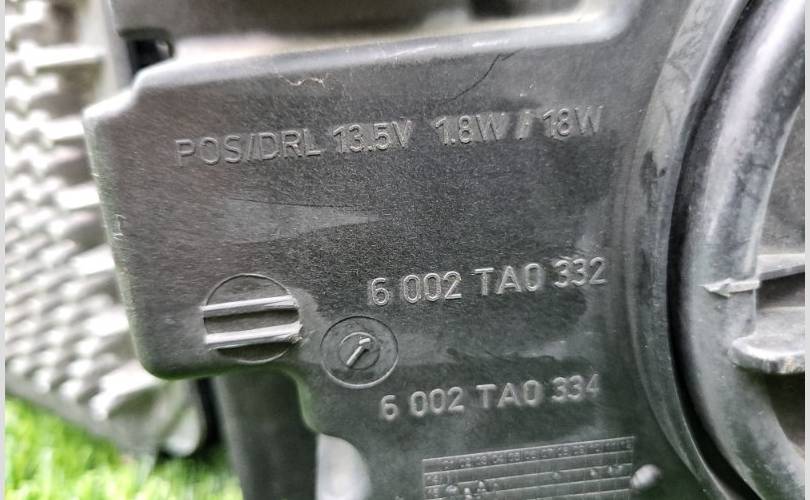 POS/DRL 13.5V 1.8W / 18W
6 002 TA0 332
6 002 TA0 334